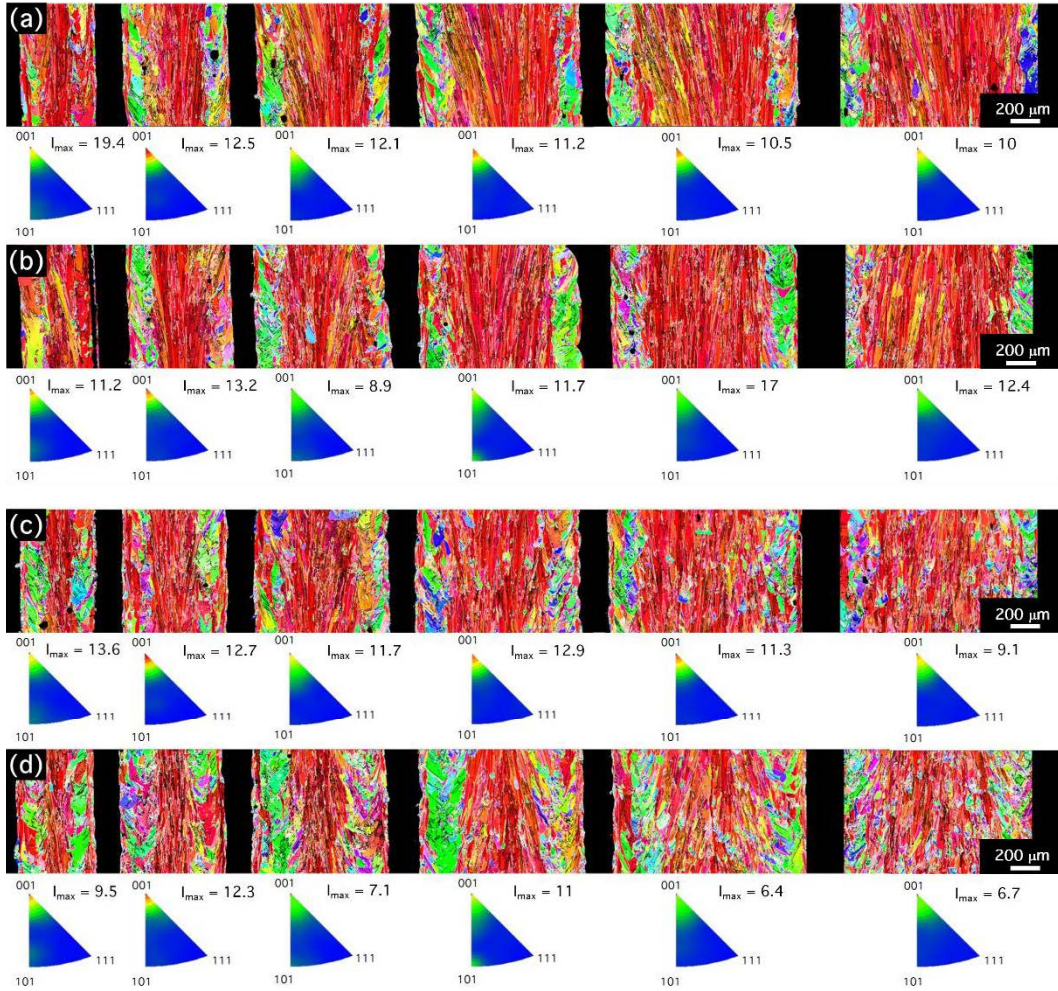 (a)
200 μm
001 Imax = 19.4 001 Imax = 12.5 001 Imax = 12.1 001 Imax = 11.2 001 Imax = 10.5 001 Imax = 10
111 111 111 111 111 111
101 101 101 101 101 101
(b)
200 μm
001 Imax = 11.2 001 Imax = 13.2 001 Imax = 8.9 001 Imax = 11.7 001 Imax = 17 001 Imax = 12.4
111 111 111 111 111 111
101 101 101 101 101 101
(c)
200 μm
001 Imax = 13.6 001 Imax = 12.7 001 Imax = 11.7 001 Imax = 12.9 001 Imax = 11.3 001 Imax = 9.1
111 111 111 111 111 111
101 101 101 101 101 101
(d)
200 μm
001 Imax = 9.5 001 Imax = 12.3 001 Imax = 7.1 001 Imax = 11 001 Imax = 6.4 001 Imax = 6.7
111 111 111 111 111 111
101 101 101 101 101 101